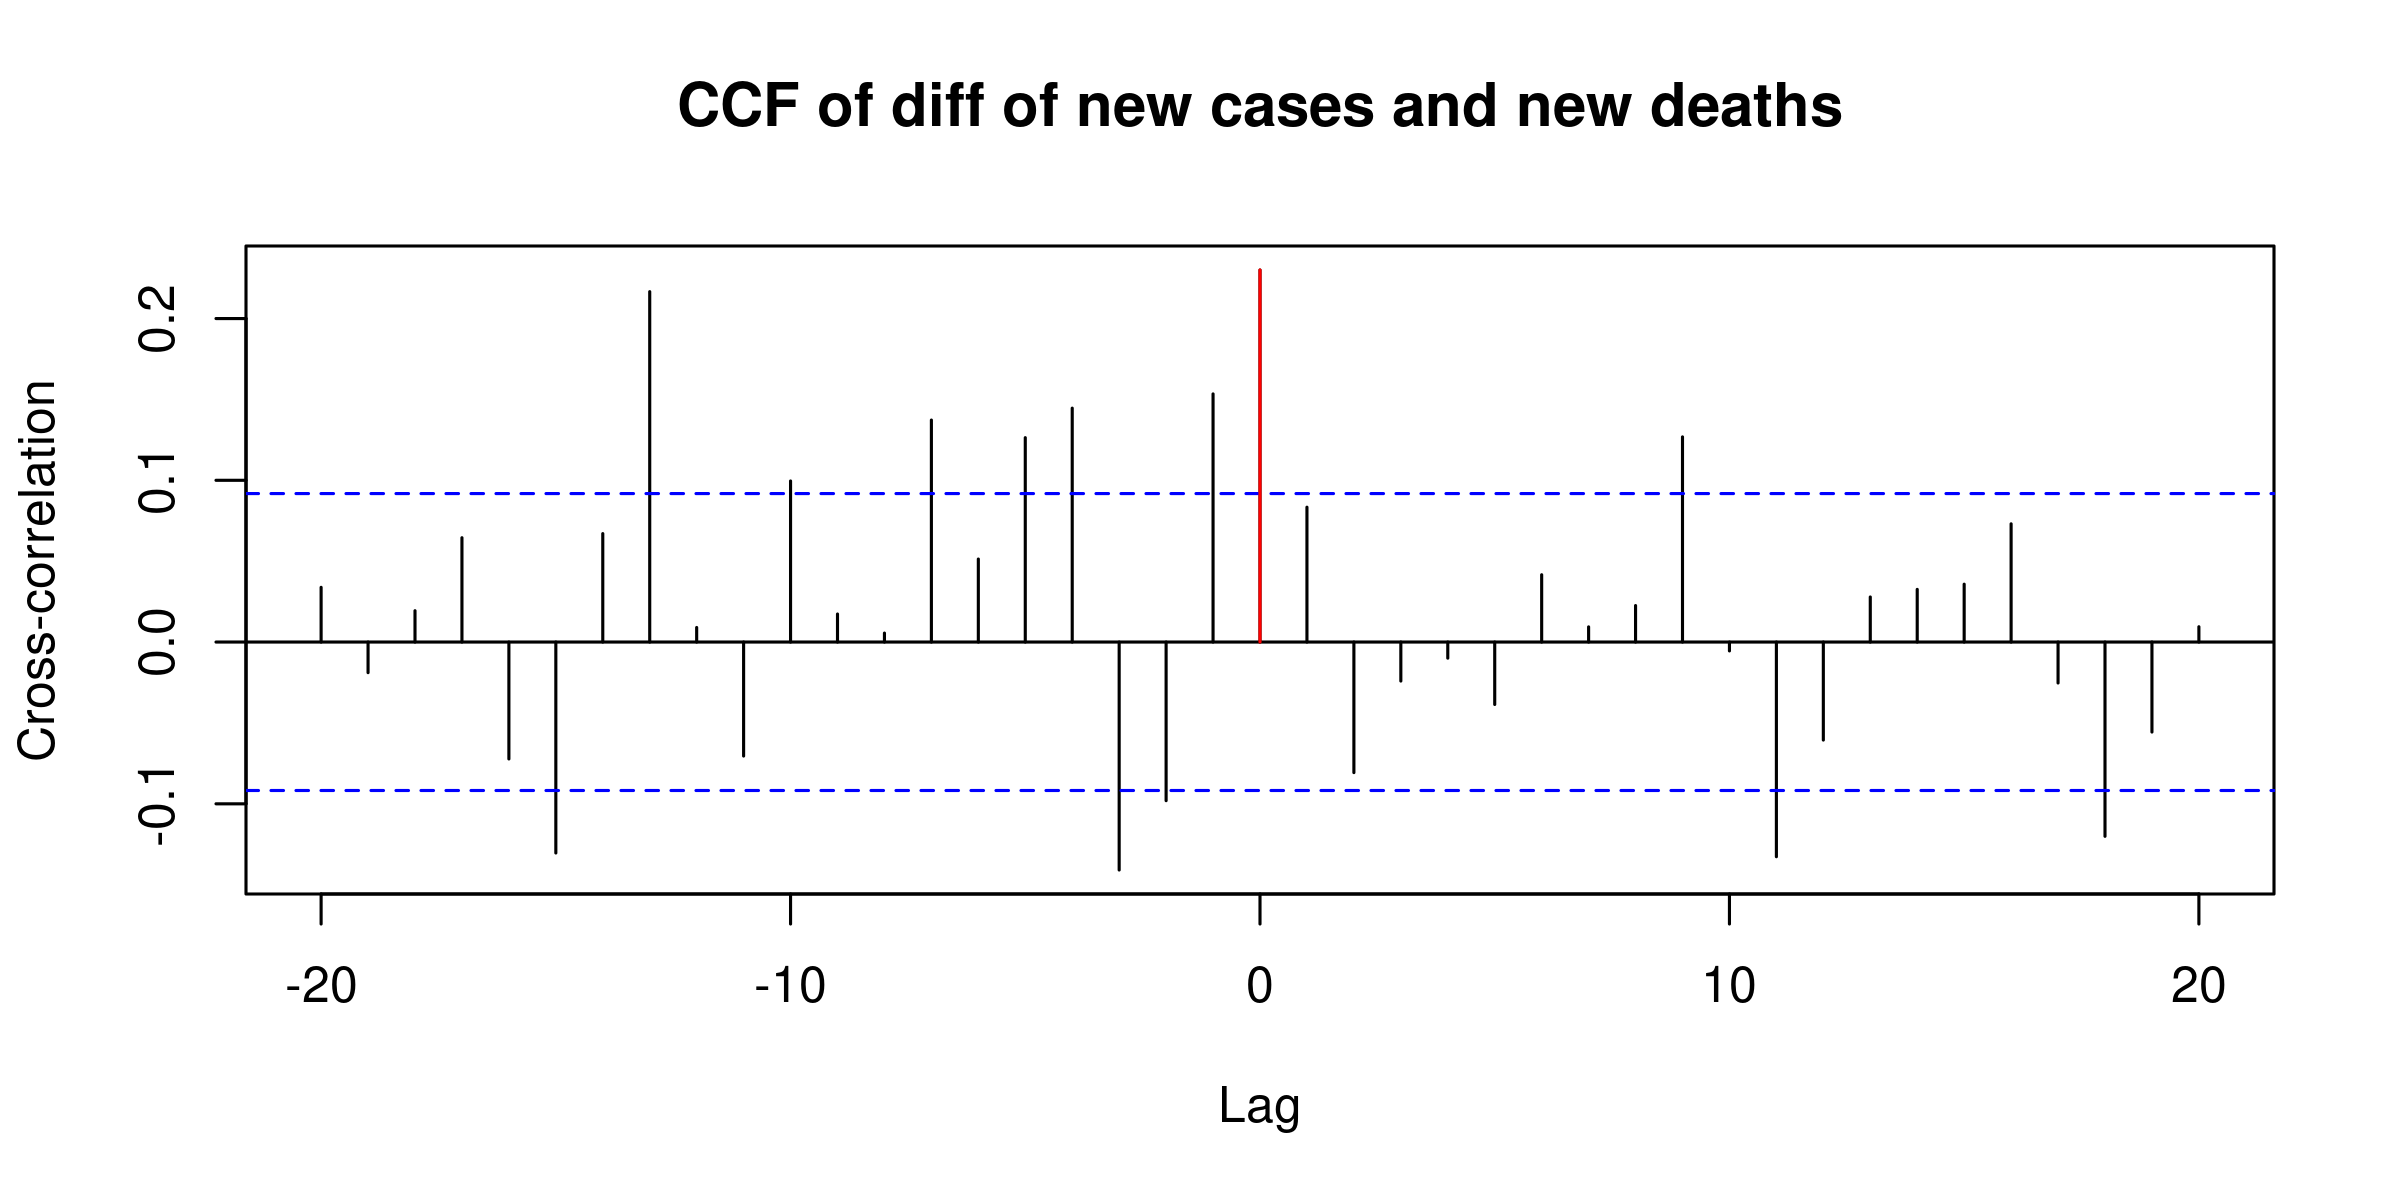 CCF of diff of new cases and new deaths
Cross-correlation
0.2
0.1
0.0
-0.1
-20 -10 0 10 20
Lag